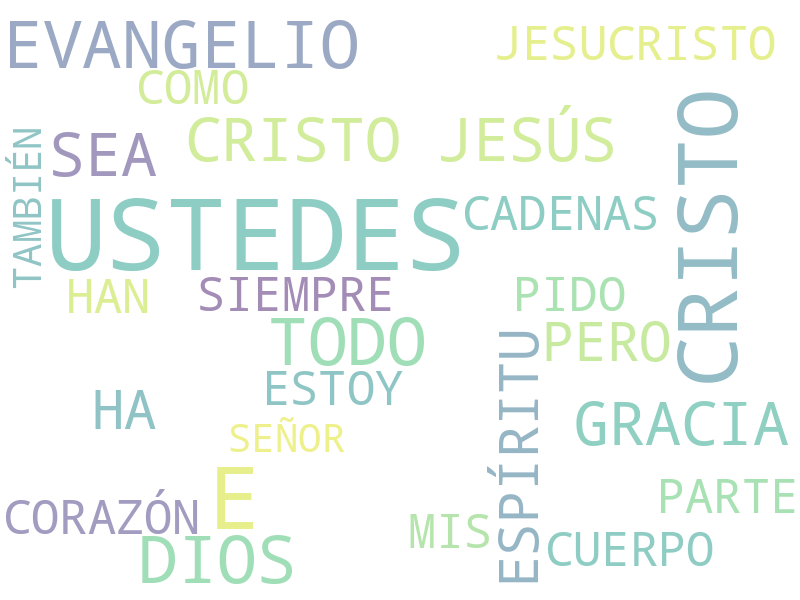 EVANGELIO
JESUCRISTO
COMO
CRISTO JESÚS
CRISTO
TAMBIÉN
SEA
USTEDES
CADENAS
HAN
SIEMPRE
PIDO
TODO
PERO
ESPÍRITU
ESTOY
HA
GRACIA
SEÑOR
E
CORAZÓN
PARTE
MIS
DIOS
CUERPO